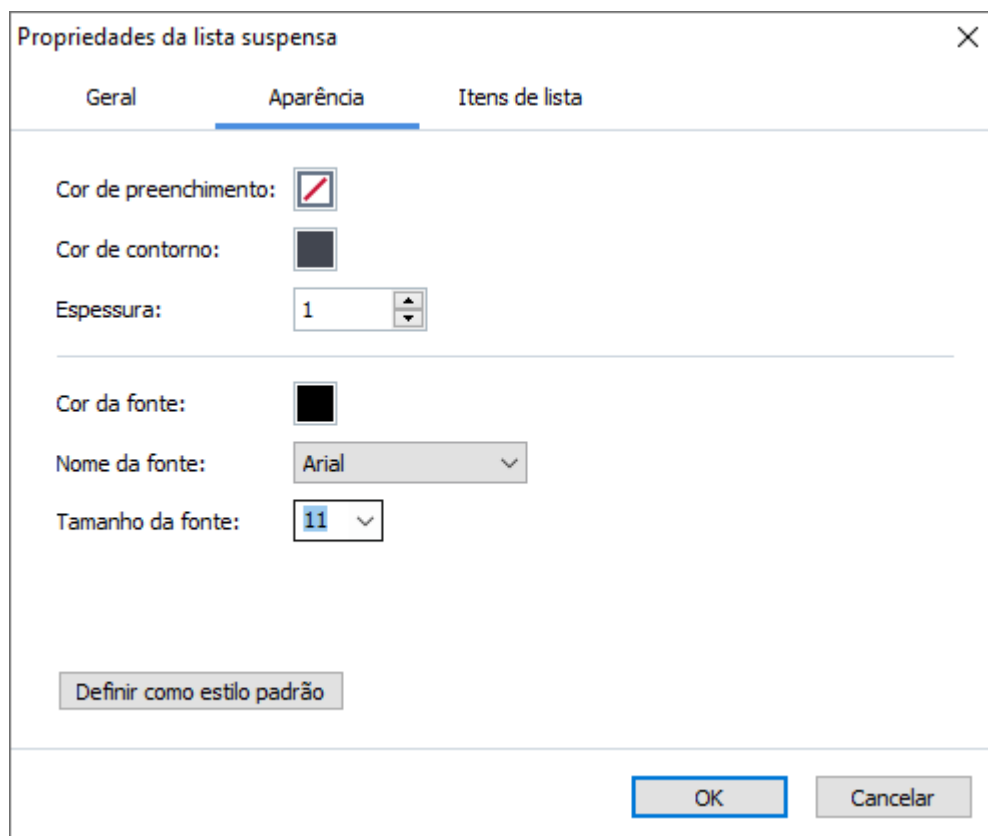 Propriedades da lista suspensa
Geral Aparência Itens de lista
Cor de preenchimento:
Cor de contorno:
Espessura: 1
Cor da fonte:
Nome da fonte: Arial
Tamanho da fonte: 11
Definir como estilo padrão
OK Cancelar